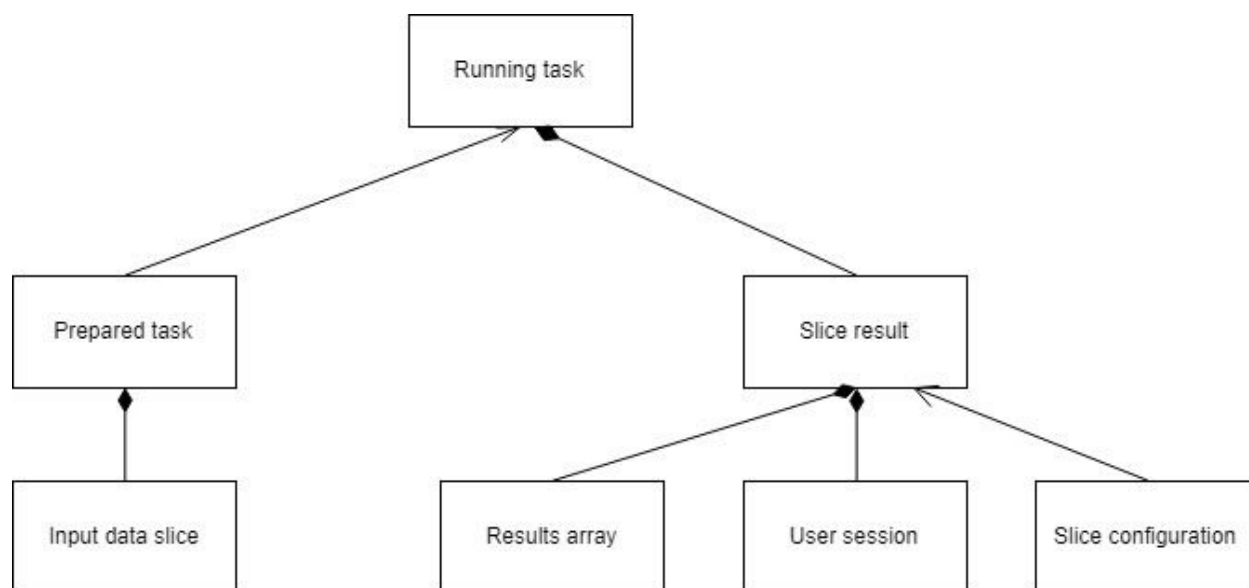 Running task
Prepared task
Slice result
Input data slice
Results array
User session
Slice configuration